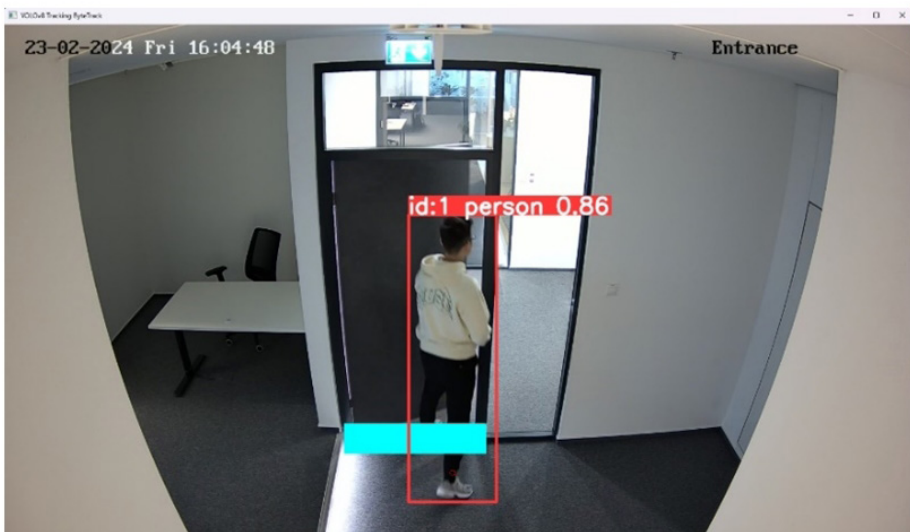 YOLOv8 Tracking ByteTrack
23-02-2024 Fri 16:04:48
Entrance
id:1 person 0.86